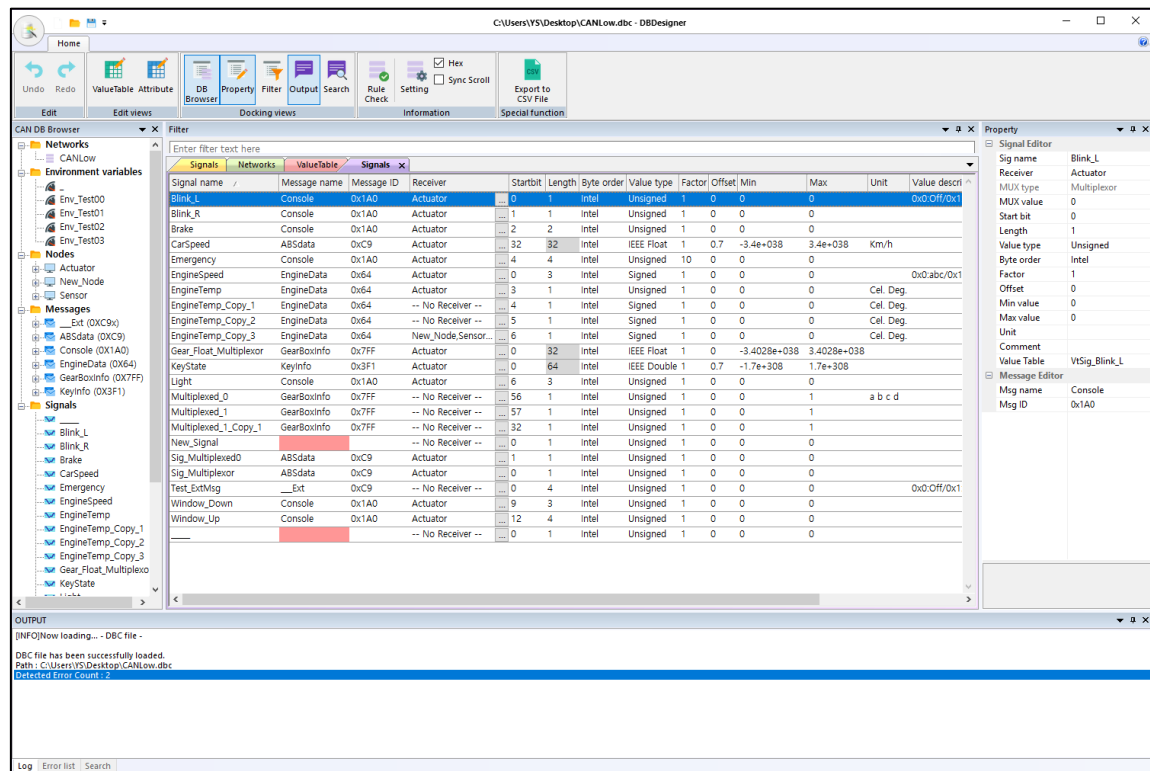 C:\Users\YS\Desktop\CANLow.dbc - DBDesigner
Home
Undo Redo ValueTable Attribute DB Browser Property Filter Output Search Rule Check Setting Hex Sync Scroll CSV Export to CSV File
Edit Edit views Docking views Information Special function
CAN DB Browser
Networks
CANLow
Environment variables
_
Env_Test00
Env_Test01
Env_Test02
Env_Test03
Nodes
Actuator
New_Node
Sensor
Messages
__Ext (0XC9x)
ABSdata (0XC9)
Console (0X1A0)
EngineData (0X64)
GearBoxInfo (0X7FF)
KeyInfo (0X3F1)
Signals
____
Blink_L
Blink_R
Brake
CarSpeed
Emergency
EngineSpeed
EngineTemp
EngineTemp_Copy_1
EngineTemp_Copy_2
EngineTemp_Copy_3
Gear_Float_Multiplexo
KeyState
Filter
Enter filter text here
Signals Networks ValueTable Signals x
Signal name / Message name Message ID Receiver Startbit Length Byte order Value type Factor Offset Min Max Unit Value descri
Blink_L Console 0x1A0 Actuator ... 0 1 Intel Unsigned 1 0 0 0 0x0:Off/0x1
Blink_R Console 0x1A0 Actuator ... 1 1 Intel Unsigned 1 0 0 0
Brake Console 0x1A0 Actuator ... 2 2 Intel Unsigned 1 0 0 0
CarSpeed ABSdata 0xC9 Actuator ... 32 32 Intel IEEE Float 1 0.7 -3.4e+038 3.4e+038 Km/h
Emergency Console 0x1A0 Actuator ... 4 4 Intel Unsigned 10 0 0 0
EngineSpeed EngineData 0x64 Actuator ... 0 3 Intel Signed 1 0 0 0 0x0:abc/0x1
EngineTemp EngineData 0x64 Actuator ... 3 1 Intel Unsigned 1 0 0 0 Cel. Deg.
EngineTemp_Copy_1 EngineData 0x64 -- No Receiver -- ... 4 1 Intel Signed 1 0 0 0 Cel. Deg.
EngineTemp_Copy_2 EngineData 0x64 -- No Receiver -- ... 5 1 Intel Signed 1 0 0 0 Cel. Deg.
EngineTemp_Copy_3 EngineData 0x64 New_Node,Sensor... ... 6 1 Intel Signed 1 0 0 0 Cel. Deg.
Gear_Float_Multiplexor GearBoxInfo 0x7FF Actuator ... 0 32 Intel IEEE Float 1 0 -3.4028e+038 3.4028e+038
KeyState KeyInfo 0x3F1 Actuator ... 0 64 Intel IEEE Double 1 0.7 -1.7e+308 1.7e+308
Light Console 0x1A0 Actuator ... 6 3 Intel Unsigned 1 0 0 0
Multiplexed_0 GearBoxInfo 0x7FF Actuator ... 56 1 Intel Unsigned 1 0 0 1 a b c d
Multiplexed_1 GearBoxInfo 0x7FF Actuator ... 57 1 Intel Unsigned 1 0 0 1
Multiplexed_1_Copy_1 GearBoxInfo 0x7FF -- No Receiver -- ... 32 1 Intel Unsigned 1 0 0 1
New_Signal -- No Receiver -- ... 0 1 Intel Unsigned 1 0 0 0
Sig_Multiplexed0 ABSdata 0xC9 Actuator ... 1 1 Intel Unsigned 1 0 0 0
Sig_Multiplexor ABSdata 0xC9 Actuator ... 0 1 Intel Unsigned 1 0 0 0
Test_ExtMsg __Ext 0xC9 -- No Receiver -- ... 0 4 Intel Unsigned 1 0 0 0 0x0:Off/0x1
Window_Down Console 0x1A0 Actuator ... 9 3 Intel Unsigned 1 0 0 0
Window_Up Console 0x1A0 Actuator ... 12 4 Intel Unsigned 1 0 0 0
____ -- No Receiver -- ... 0 1 Intel Unsigned 1 0 0 0
Property
Signal Editor
Sig name Blink_L
Receiver Actuator
MUX type Multiplexor
MUX value 0
Start bit 0
Length 1
Value type Unsigned
Byte order Intel
Factor 1
Offset 0
Min value 0
Max value 0
Unit
Comment
Value Table VtSig_Blink_L
Message Editor
Msg name Console
Msg ID 0x1A0
OUTPUT
[INFO]Now loading... - DBC file -
DBC file has been successfully loaded.
Path : C:\Users\YS\Desktop\CANLow.dbc
Detected Error Count : 2
Log Error list Search